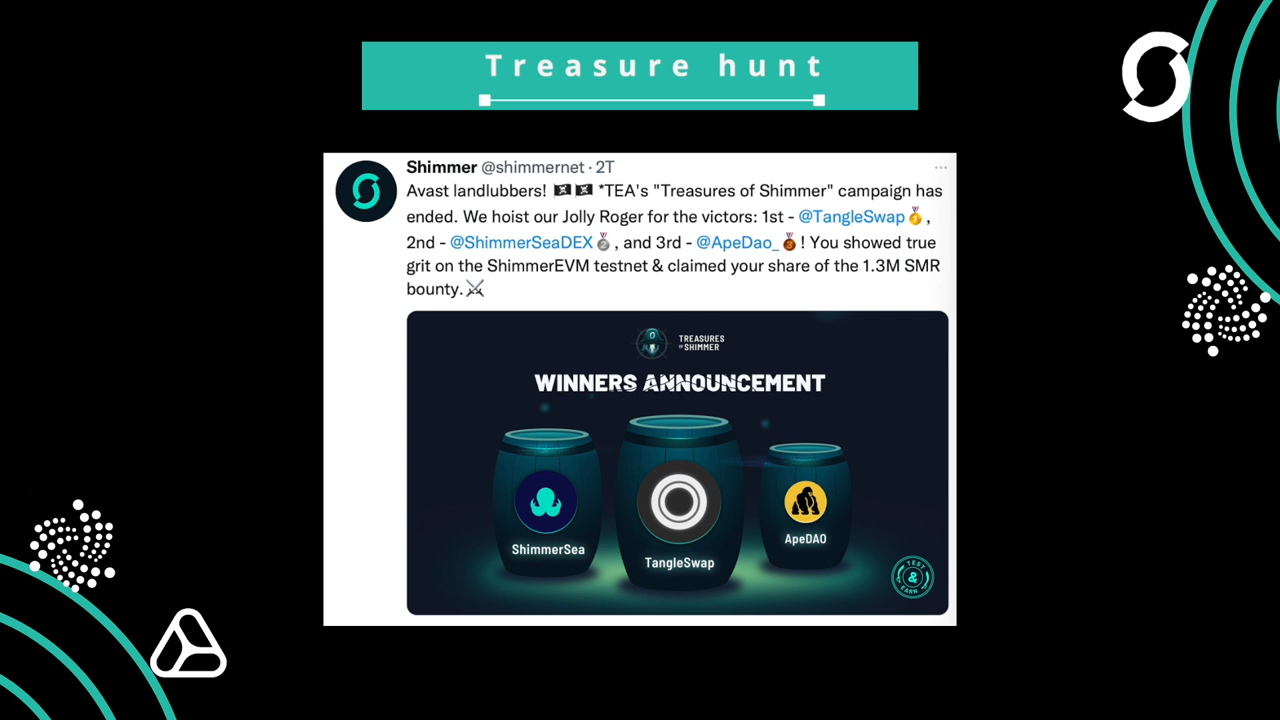 Treasure hunt
Shimmer @shimmernet · 2T
Avast landlubbers! 🏴‍☠️🏴‍☠️ *TEA's "Treasures of Shimmer" campaign has
ended. We hoist our Jolly Roger for the victors: 1st - @TangleSwap🥇,
2nd - @ShimmerSeaDEX🥈, and 3rd - @ApeDao_🥉! You showed true
grit on the ShimmerEVM testnet & claimed your share of the 1.3M SMR
bounty.⚔️
TREASURES
OF SHIMMER
WINNERS ANNOUNCEMENT
ShimmerSea
TangleSwap
ApeDAO
TEST
&
EARN